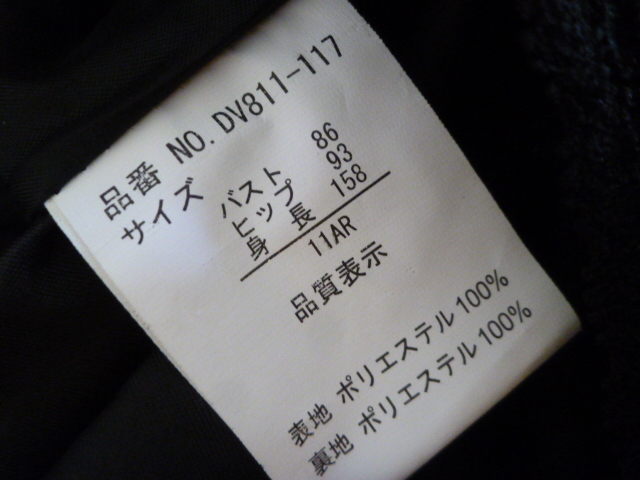 品番 NO. DV811-117
サイズ バスト 86
ヒップ 93
身長 158
11AR
品質表示
表地 ポリエステル100%
裏地 ポリエステル100%